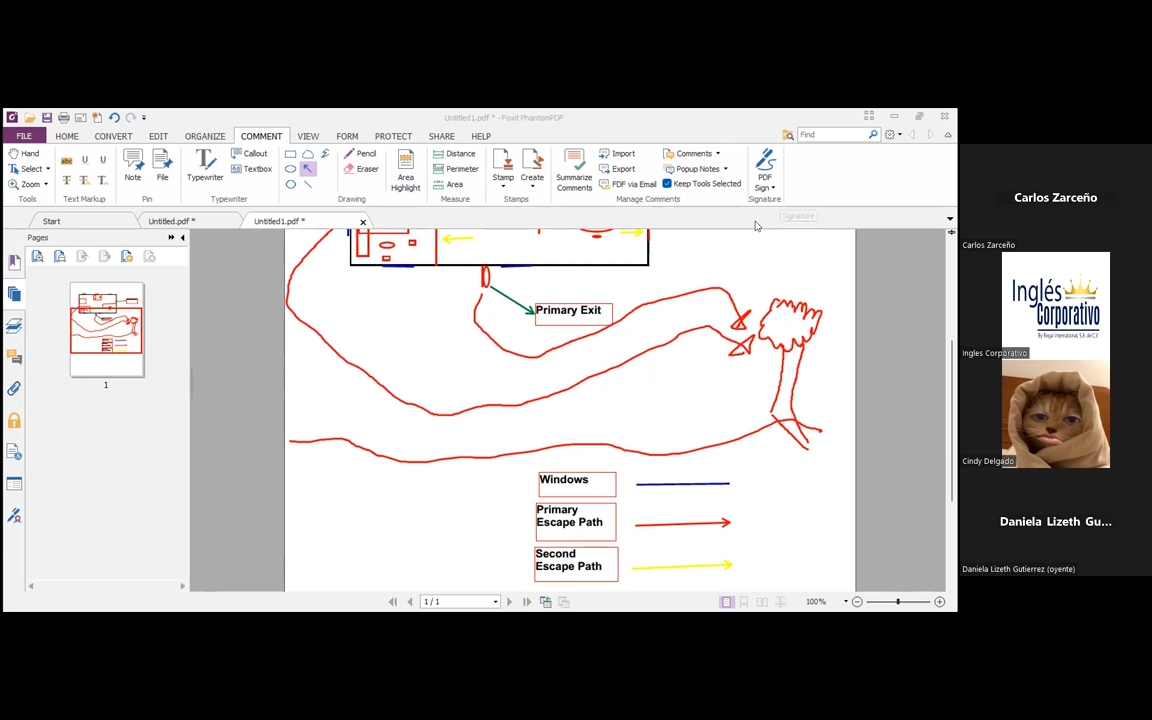 Untitled1.pdf * - Foxit PhantomPDF
FILE
HOME
CONVERT
EDIT
ORGANIZE
COMMENT
VIEW
FORM
PROTECT
SHARE
HELP
Find
Hand
Select
Zoom
Tools
Text Markup
Note
File
Pin
Typewriter
Callout
Textbox
Typewriter
Pencil
Eraser
Drawing
Area
Highlight
Distance
Perimeter
Area
Measure
Stamp
Create
Stamps
Summarize
Comments
Import
Export
FDF via Email
Comments
Popup Notes
Keep Tools Selected
Manage Comments
PDF
Sign
Signature
Signature
Start
Untitled.pdf *
Untitled1.pdf *
Pages
1
Primary Exit
Windows
Primary
Escape Path
Second
Escape Path
1 / 1
100%
Carlos Zarceño
Carlos Zarceño
Inglés
Corporativo
By Regal International, S.A. de C.V.
Ingles Corporativo
Cindy Delgado
Daniela Lizeth Gu...
Daniela Lizeth Gutierrez (oyente)